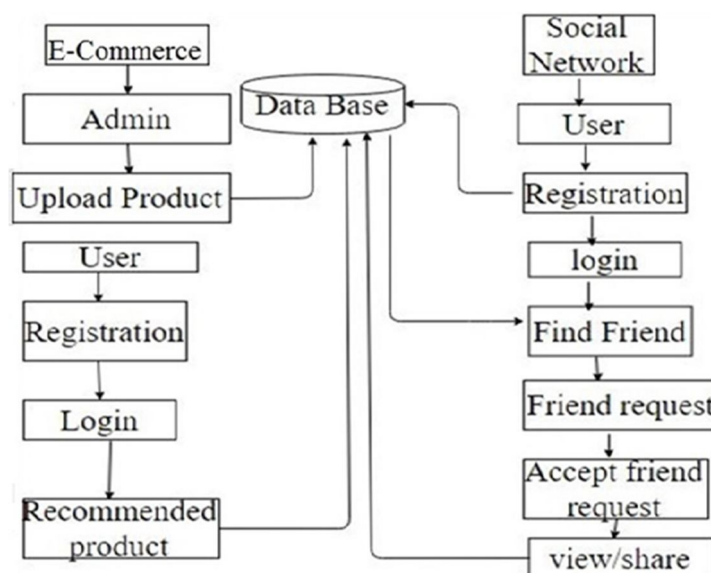 E-Commerce
Admin
Upload Product
User
Registration
Login
Recommended
product
Data Base
Social
Network
User
Registration
login
Find Friend
Friend request
Accept friend
request
view/share